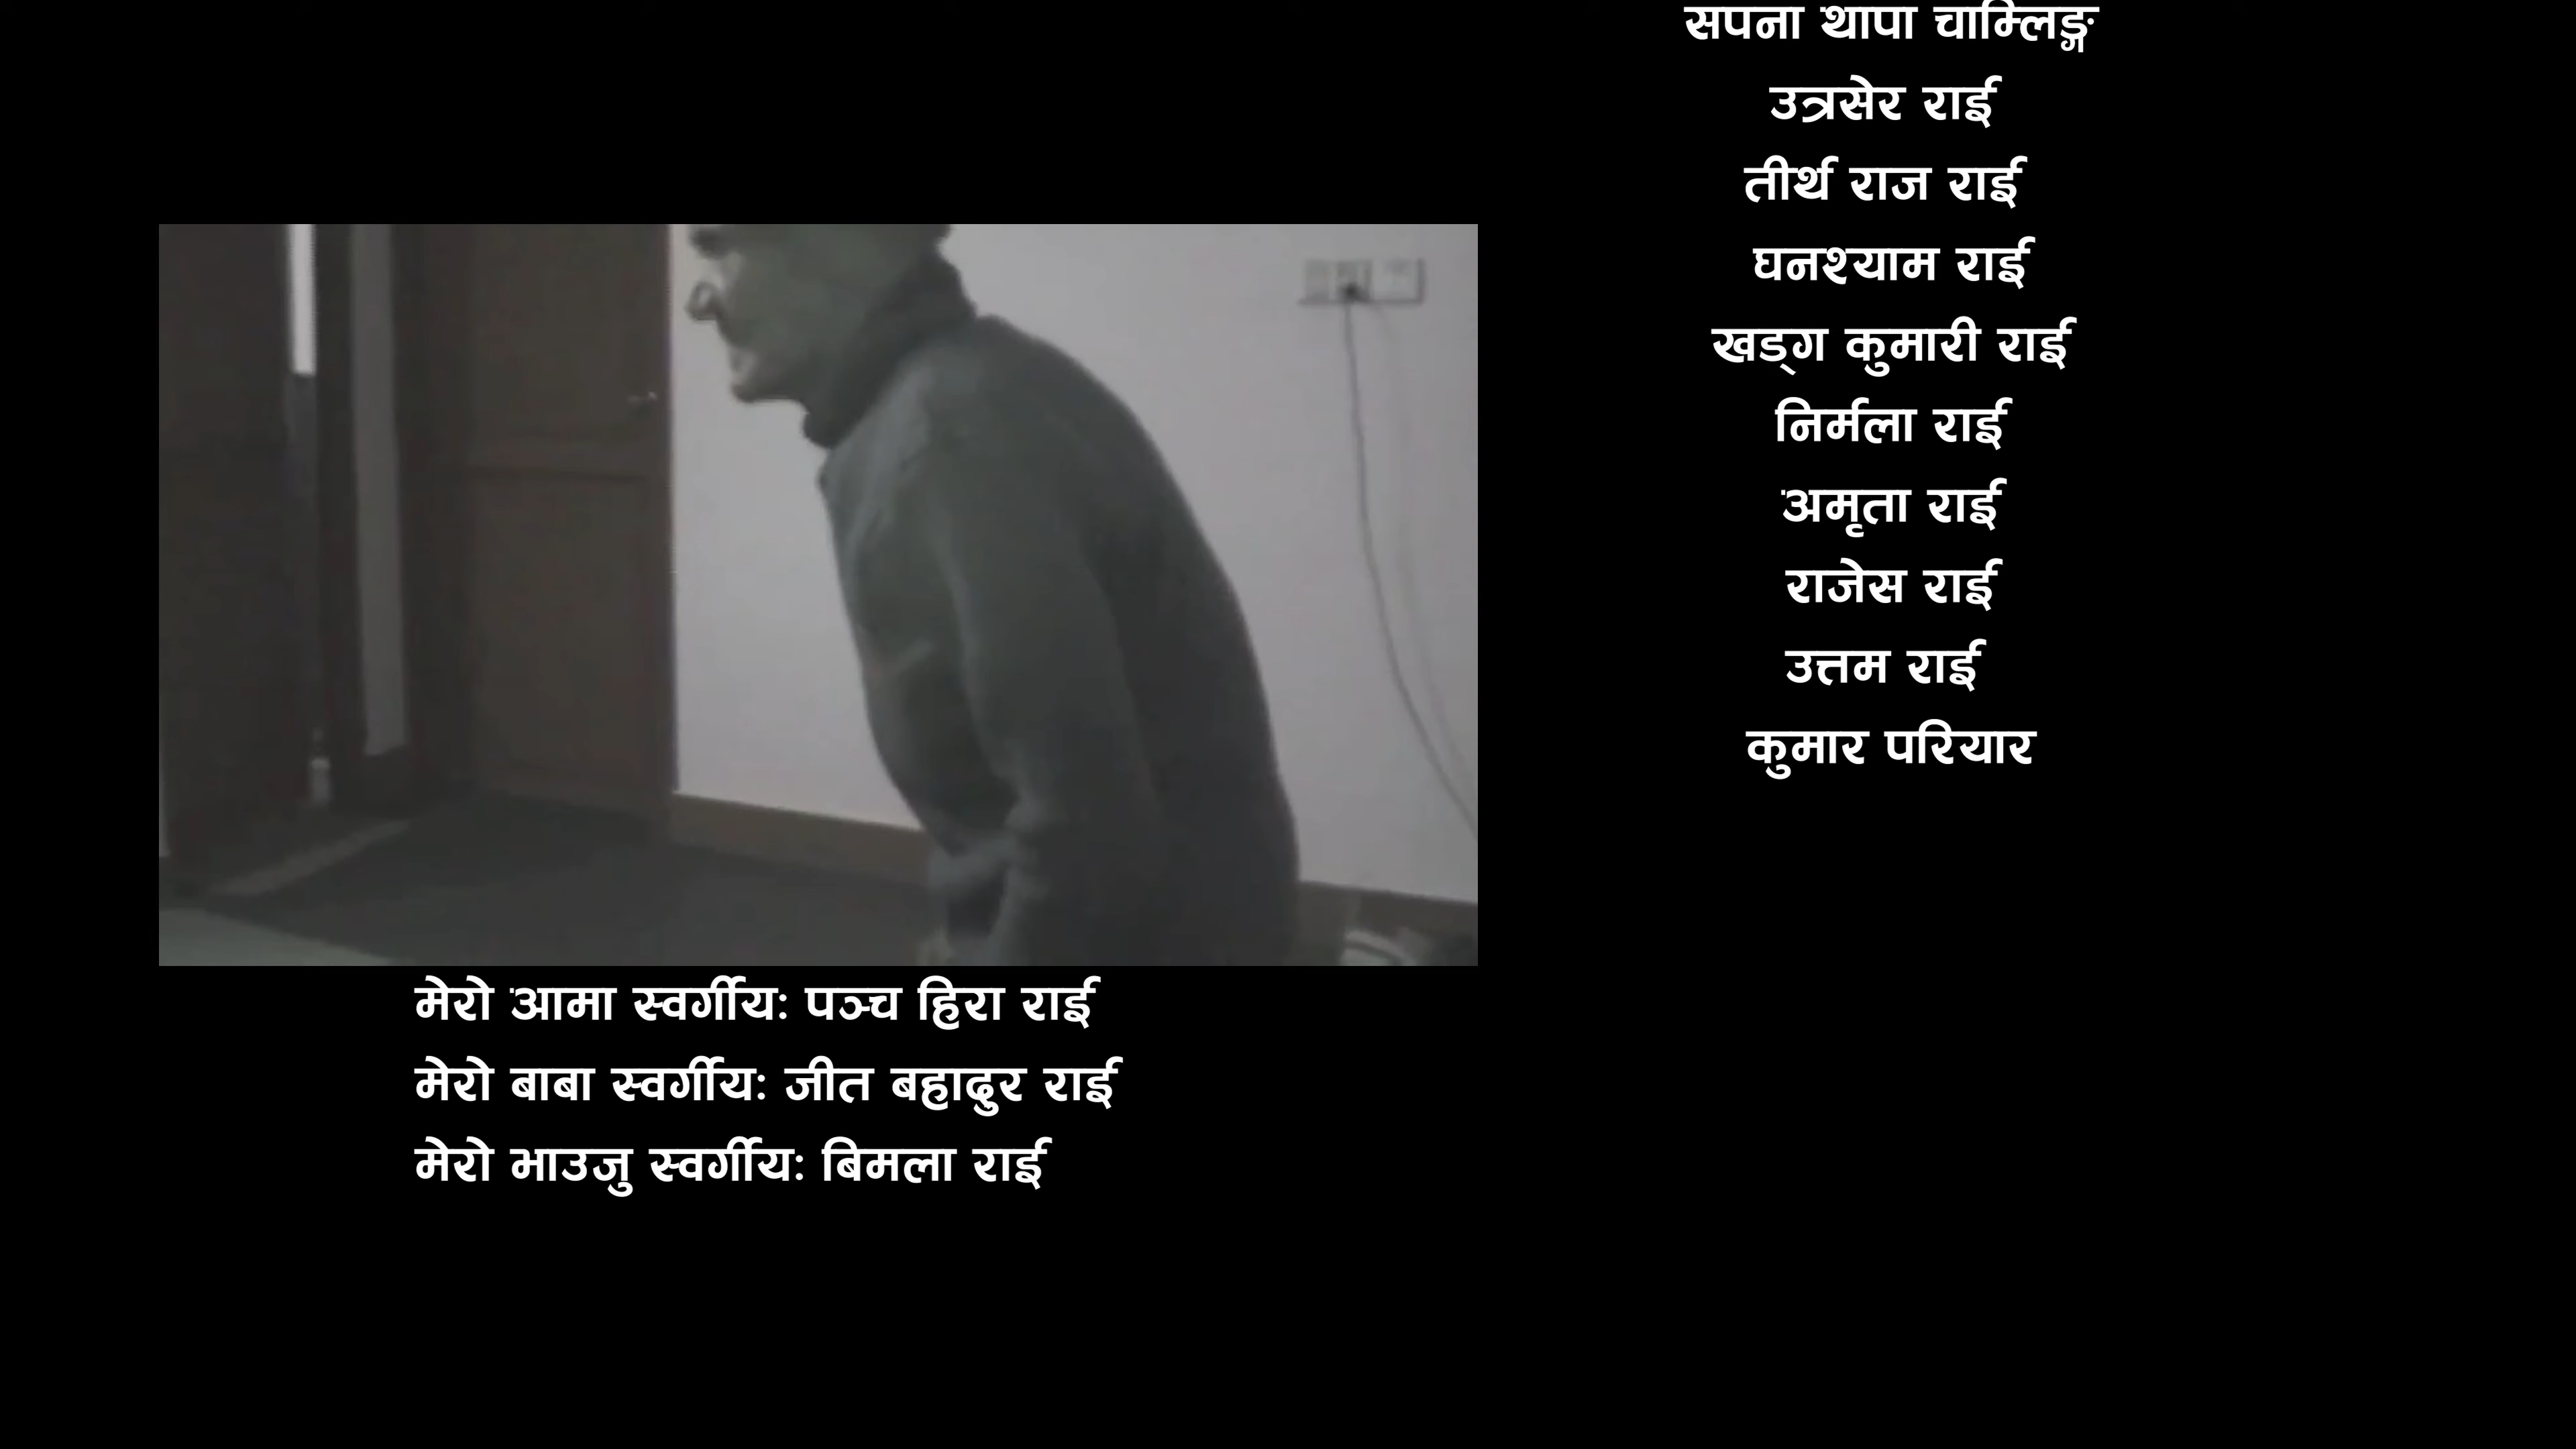 सपना थापा चाम्लिङ्ग
उत्रसेर राई
तीर्थ राज राई
घनश्याम राई
खड्ग कुमारी राई
निर्मला राई
अमृता राई
राजेस राई
उत्तम राई
कुमार परियार
मेरो आमा स्वर्गीयः पञ्च हिरा राई
मेरो बाबा स्वर्गीयः जीत बहादुर राई
मेरो भाउजु स्वर्गीयः बिमला राई